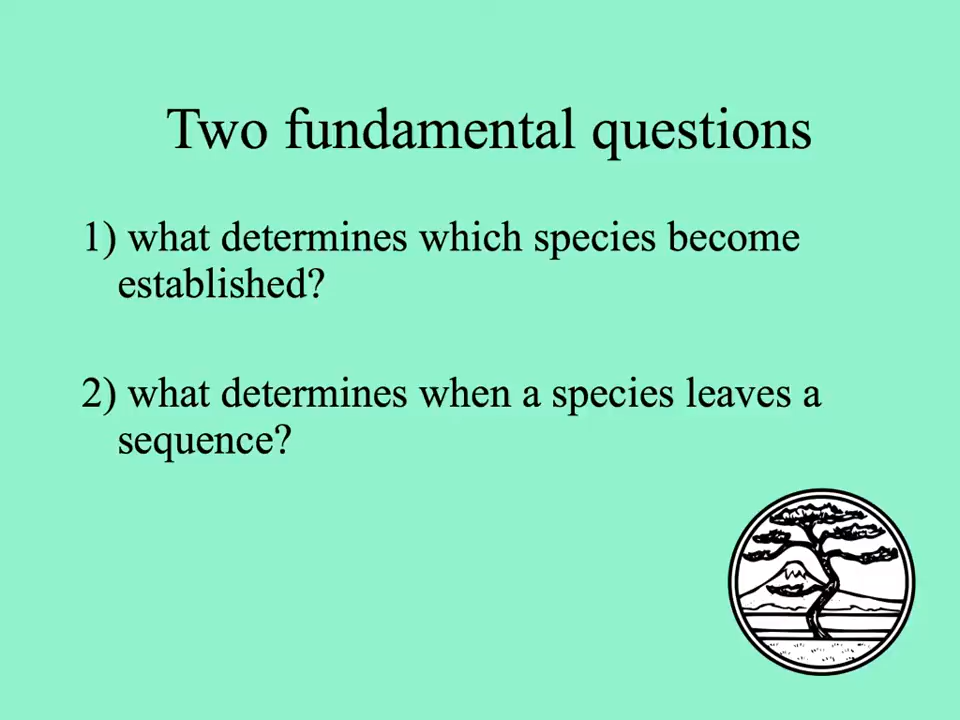 Two fundamental questions
1) what determines which species become
established?
2) what determines when a species leaves a
sequence?